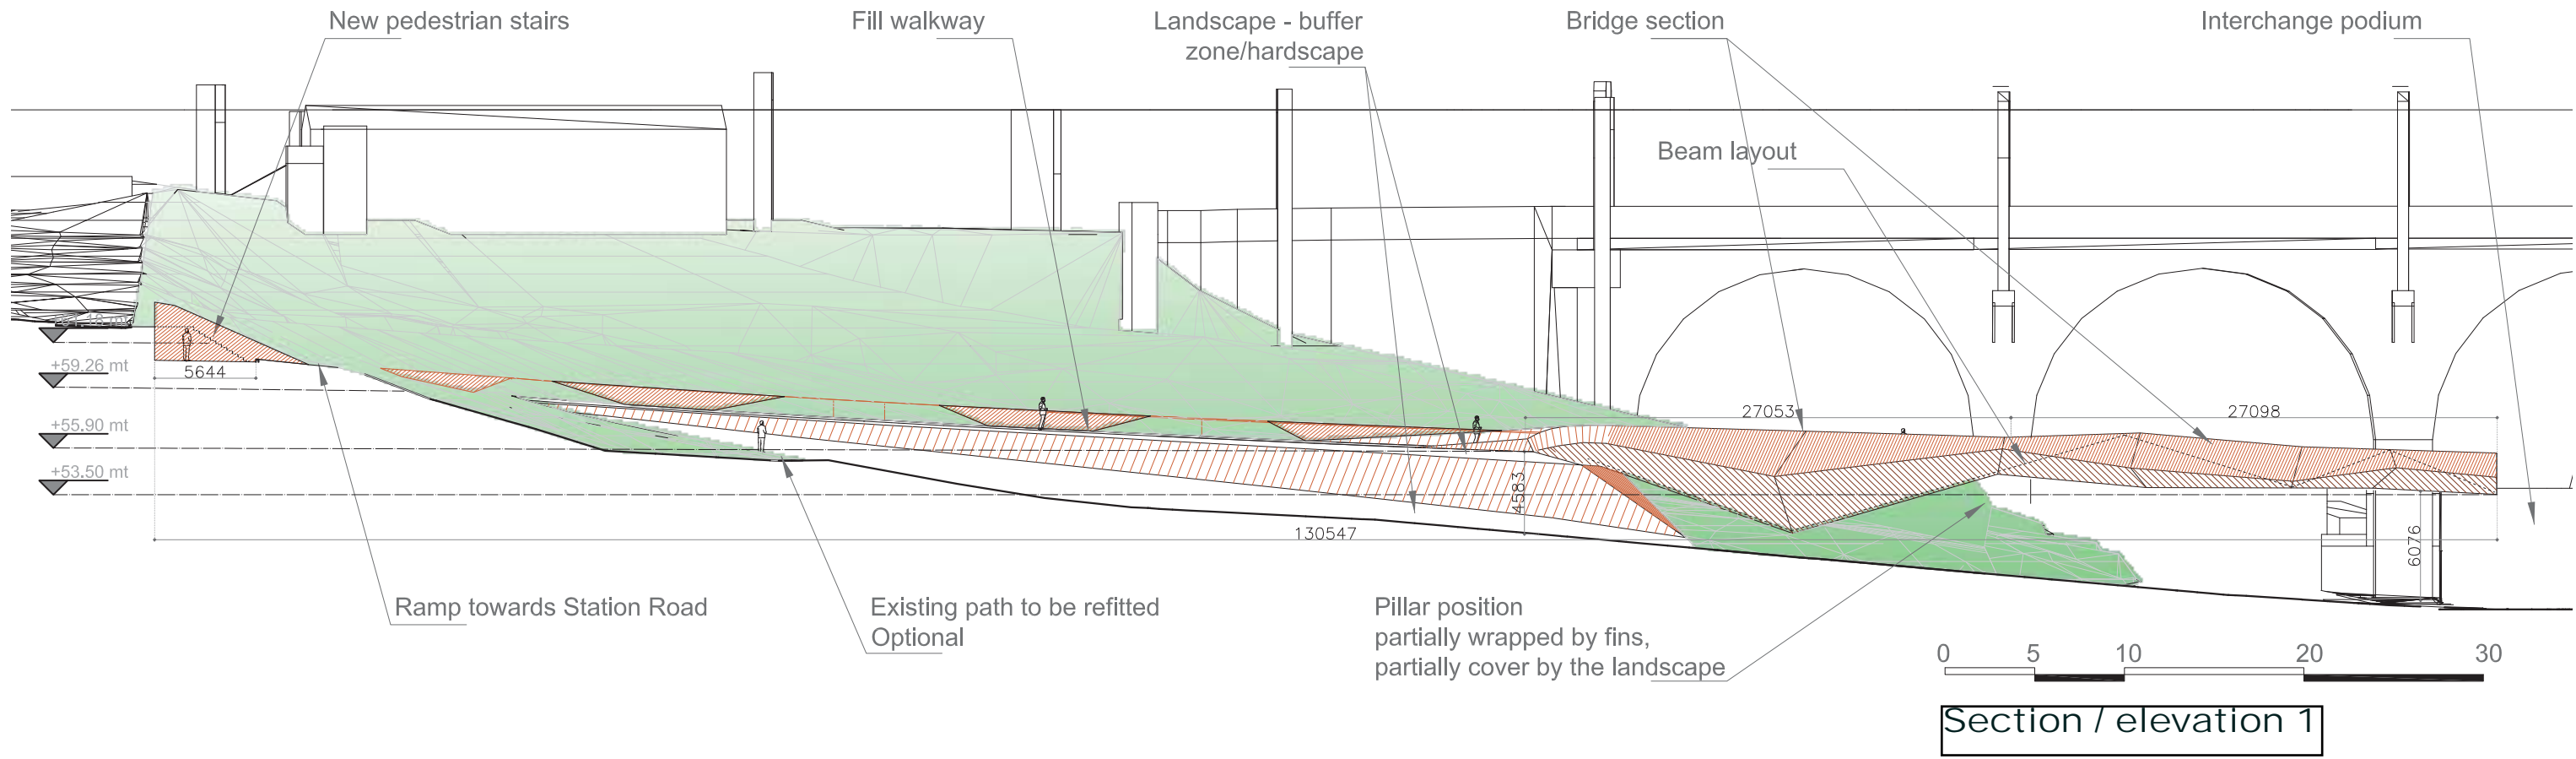 New pedestrian stairs
Fill walkway
Landscape - buffer
zone/hardscape
Bridge section
Interchange podium
Beam layout
+59.26 mt
5644
+55.90 mt
+53.50 mt
27053
27098
4583
130547
6076
Ramp towards Station Road
Existing path to be refitted
Optional
Pillar position
partially wrapped by fins,
partially cover by the landscape
0 5 10 20 30
Section / elevation 1